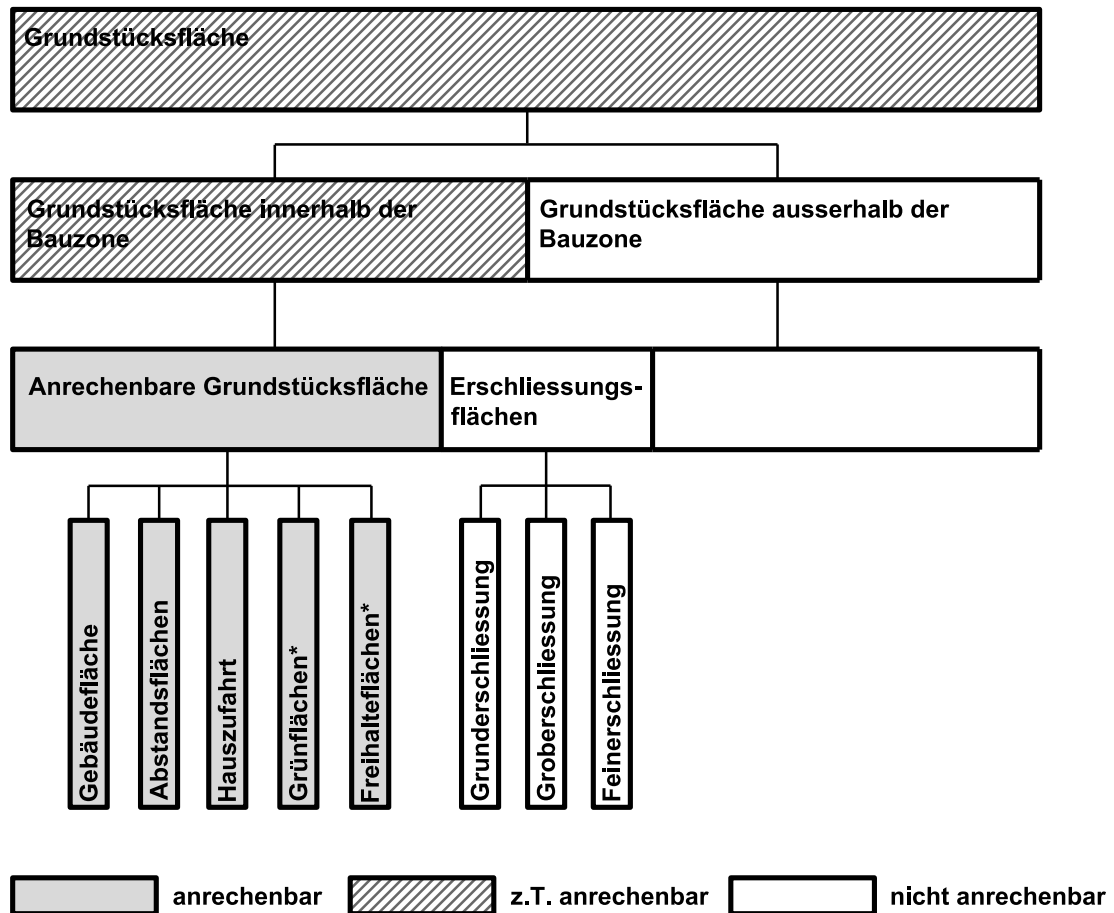 Grundstücksfläche
Grundstücksfläche innerhalb der
Bauzone
Grundstücksfläche ausserhalb der
Bauzone
Anrechenbare Grundstücksfläche
Erschliessungs-
flächen
Gebäudefläche
Abstandsflächen
Hauszufahrt
Grünflächen*
Freihalteflächen*
Grunderschliessung
Groberschliessung
Feinerschliessung
anrechenbar
z.T. anrechenbar
nicht anrechenbar